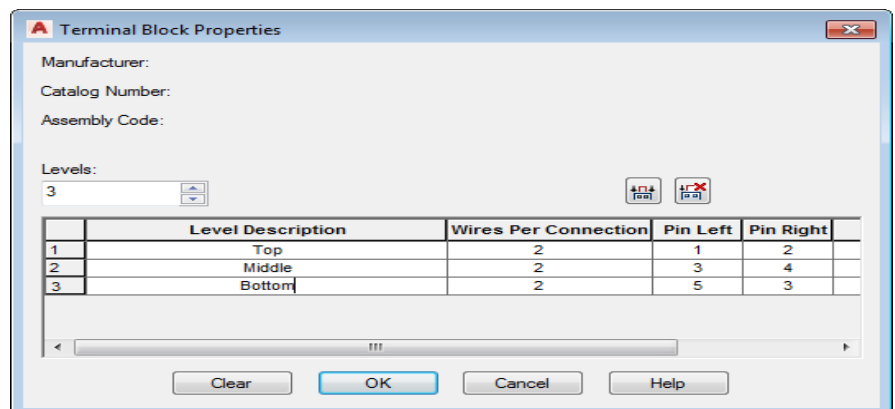 Terminal Block Properties
Manufacturer:
Catalog Number:
Assembly Code:
Levels:
3
Level Description Wires Per Connection Pin Left Pin Right
1 Top 2 1 2
2 Middle 2 3 4
3 Bottom 2 5 3
Clear OK Cancel Help